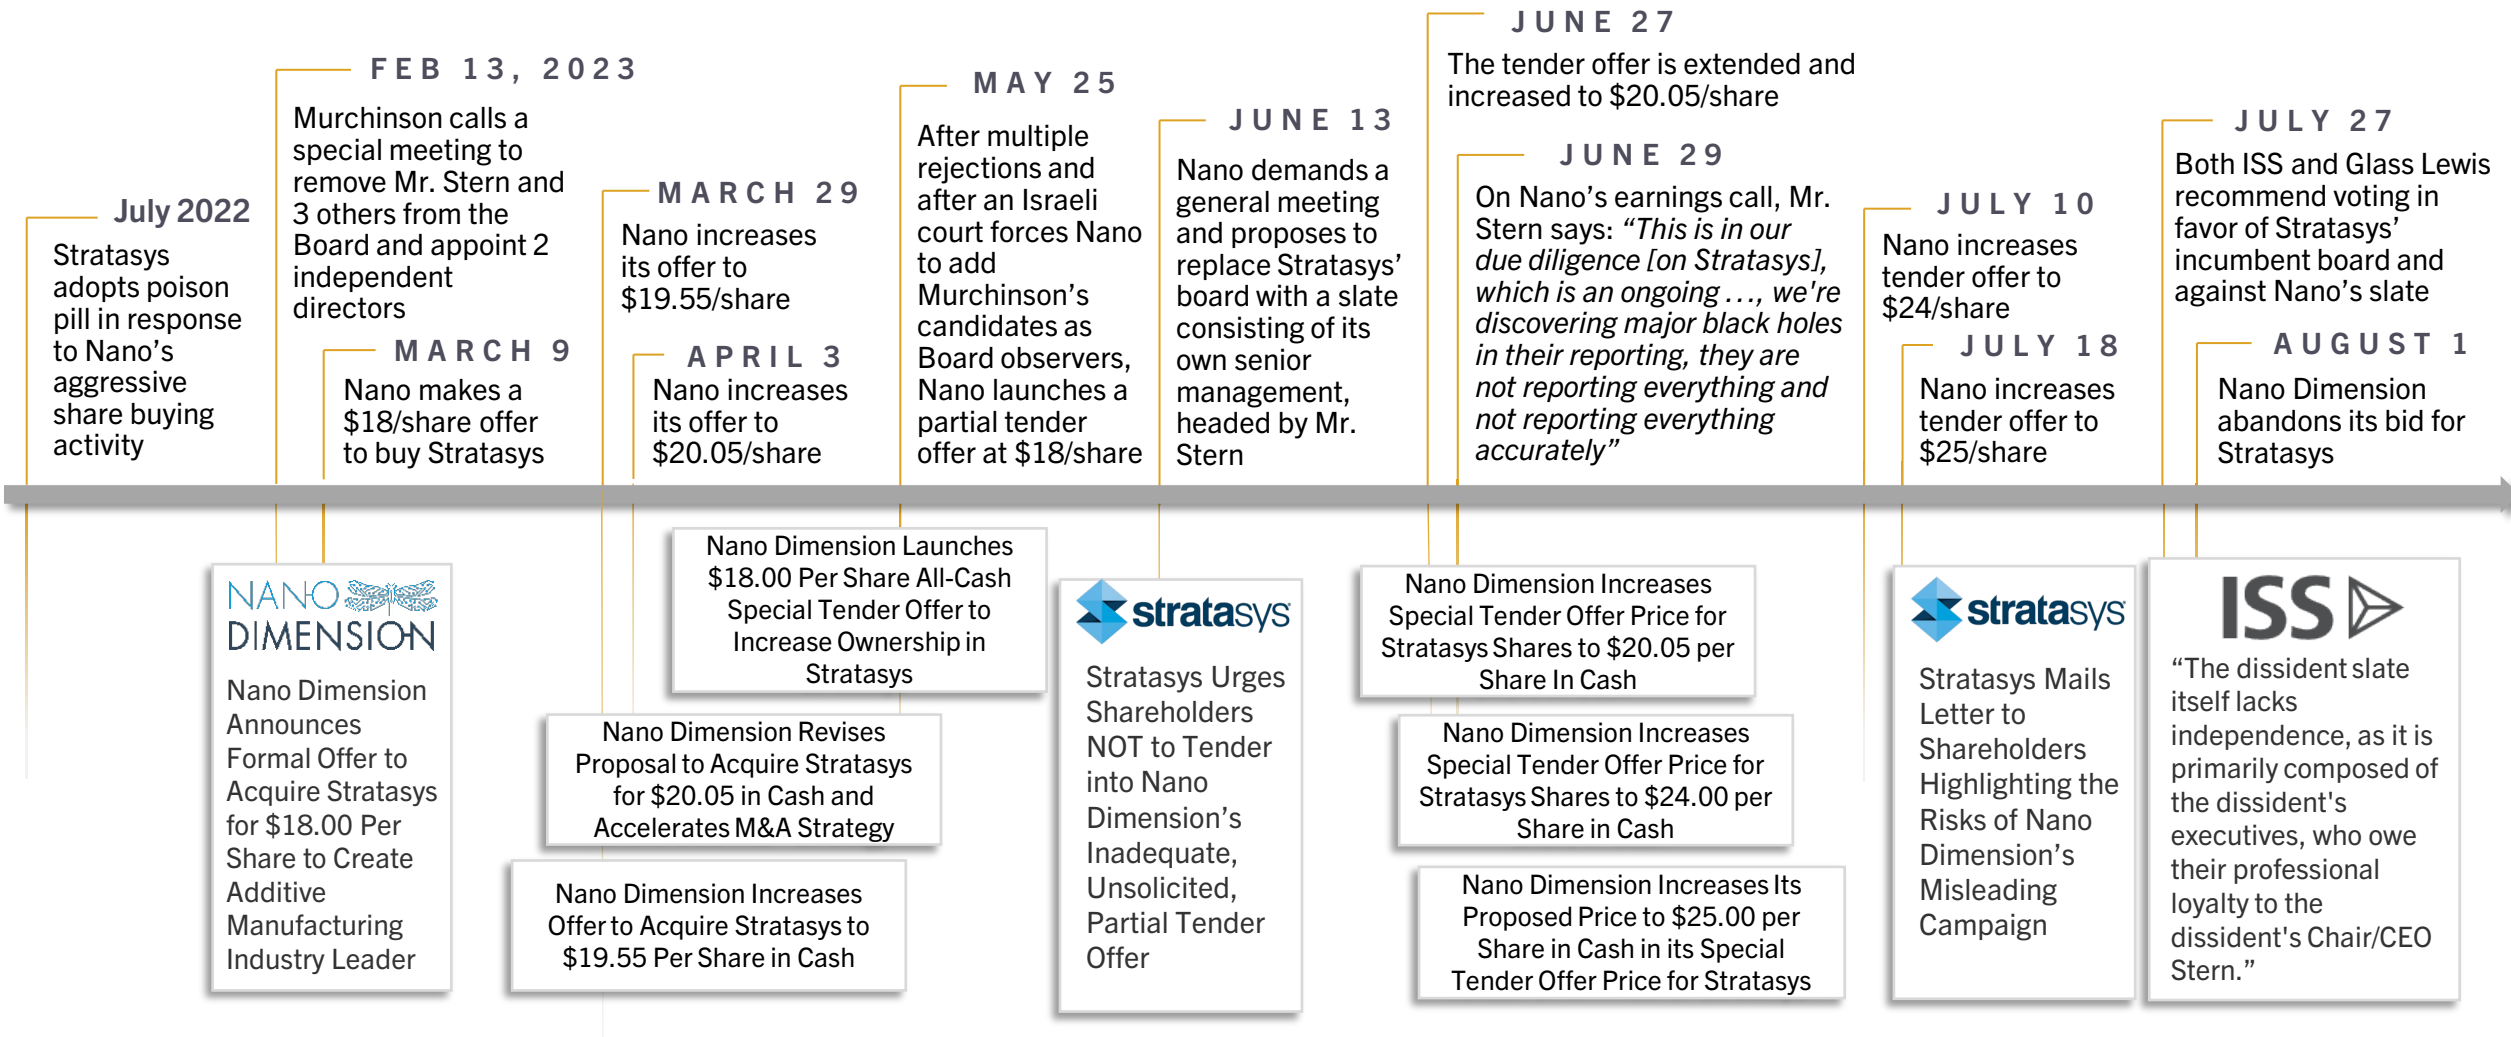 July 2022
Stratasys
adopts poison
pill in response
to Nano’s
aggressive
share buying
activity
FEB 13, 2023
Murchinson calls a
special meeting to
remove Mr. Stern and
3 others from the
Board and appoint 2
independent
directors
MARCH 9
Nano makes a
$18/share offer
to buy Stratasys
MARCH 29
Nano increases
its offer to
$19.55/share
APRIL 3
Nano increases
its offer to
$20.05/share
MAY 25
After multiple
rejections and
after an Israeli
court forces Nano
to add
Murchinson’s
candidates as
Board observers,
Nano launches a
partial tender
offer at $18/share
JUNE 13
Nano demands a
general meeting
and proposes to
replace Stratasys’
board with a slate
consisting of its
own senior
management,
headed by Mr.
Stern
JUNE 27
The tender offer is extended and
increased to $20.05/share
JUNE 29
On Nano’s earnings call, Mr.
Stern says: “This is in our
due diligence [on Stratasys],
which is an ongoing …, we're
discovering major black holes
in their reporting, they are
not reporting everything and
not reporting everything
accurately”
JULY 10
Nano increases
tender offer to
$24/share
JULY 18
Nano increases
tender offer to
$25/share
JULY 27
Both ISS and Glass Lewis
recommend voting in
favor of Stratasys’
incumbent board and
against Nano’s slate
AUGUST 1
Nano Dimension
abandons its bid for
Stratasys
NANO
DIMENSION
Nano Dimension
Announces
Formal Offer to
Acquire Stratasys
for $18.00 Per
Share to Create
Additive
Manufacturing
Industry Leader
Nano Dimension Launches
$18.00 Per Share All-Cash
Special Tender Offer to
Increase Ownership in
Stratasys
Nano Dimension Revises
Proposal to Acquire Stratasys
for $20.05 in Cash and
Accelerates M&A Strategy
Nano Dimension Increases
Offer to Acquire Stratasys to
$19.55 Per Share in Cash
stratasys
Stratasys Urges
Shareholders
NOT to Tender
into Nano
Dimension’s
Inadequate,
Unsolicited,
Partial Tender
Offer
Nano Dimension Increases
Special Tender Offer Price for
Stratasys Shares to $20.05 per
Share In Cash
Nano Dimension Increases
Special Tender Offer Price for
Stratasys Shares to $24.00 per
Share in Cash
Nano Dimension Increases Its
Proposed Price to $25.00 per
Share in Cash in its Special
Tender Offer Price for Stratasys
stratasys
Stratasys Mails
Letter to
Shareholders
Highlighting the
Risks of Nano
Dimension’s
Misleading
Campaign
ISS
“The dissident slate
itself lacks
independence, as it is
primarily composed of
the dissident's
executives, who owe
their professional
loyalty to the
dissident's Chair/CEO
Stern.”